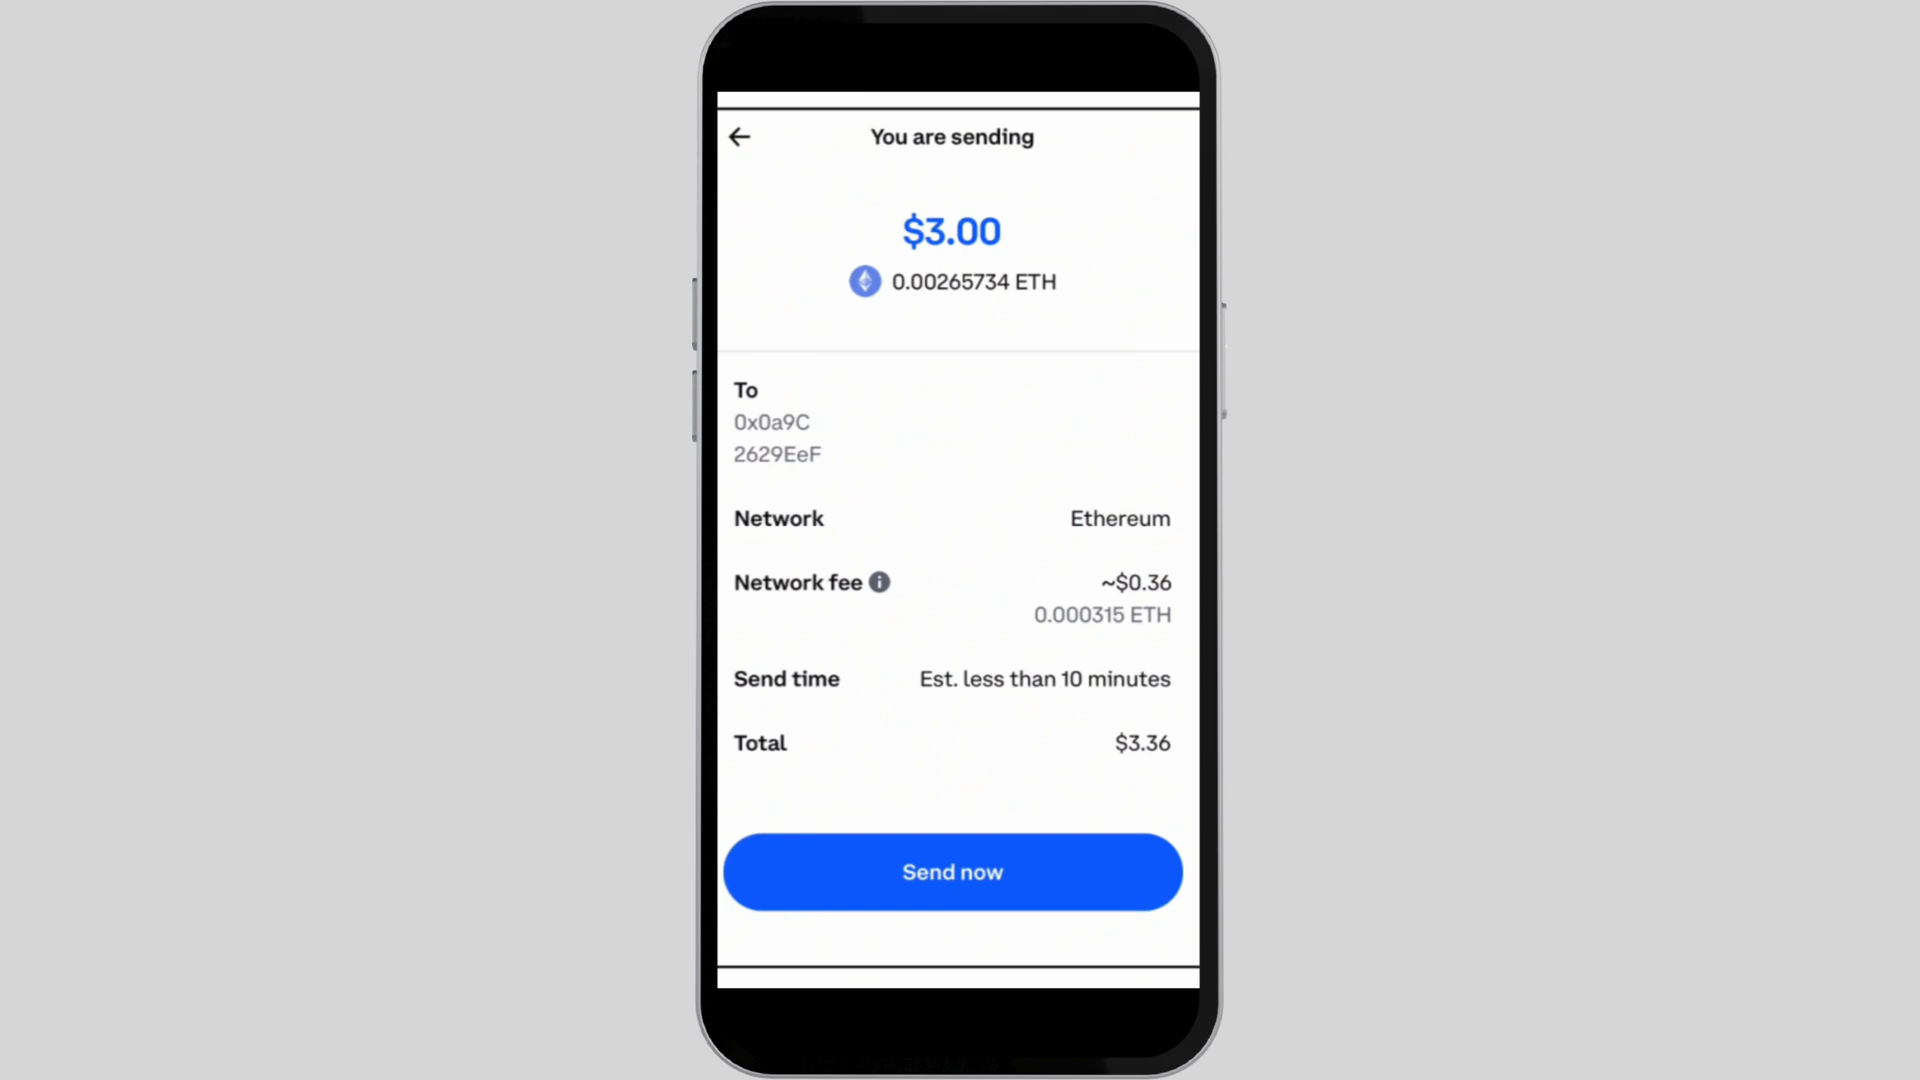 You are sending
$3.00
0.00265734 ETH
To
0x0a9C
2629EeF
Network Ethereum
Network fee ~$0.36
0.000315 ETH
Send time Est. less than 10 minutes
Total $3.36
Send now